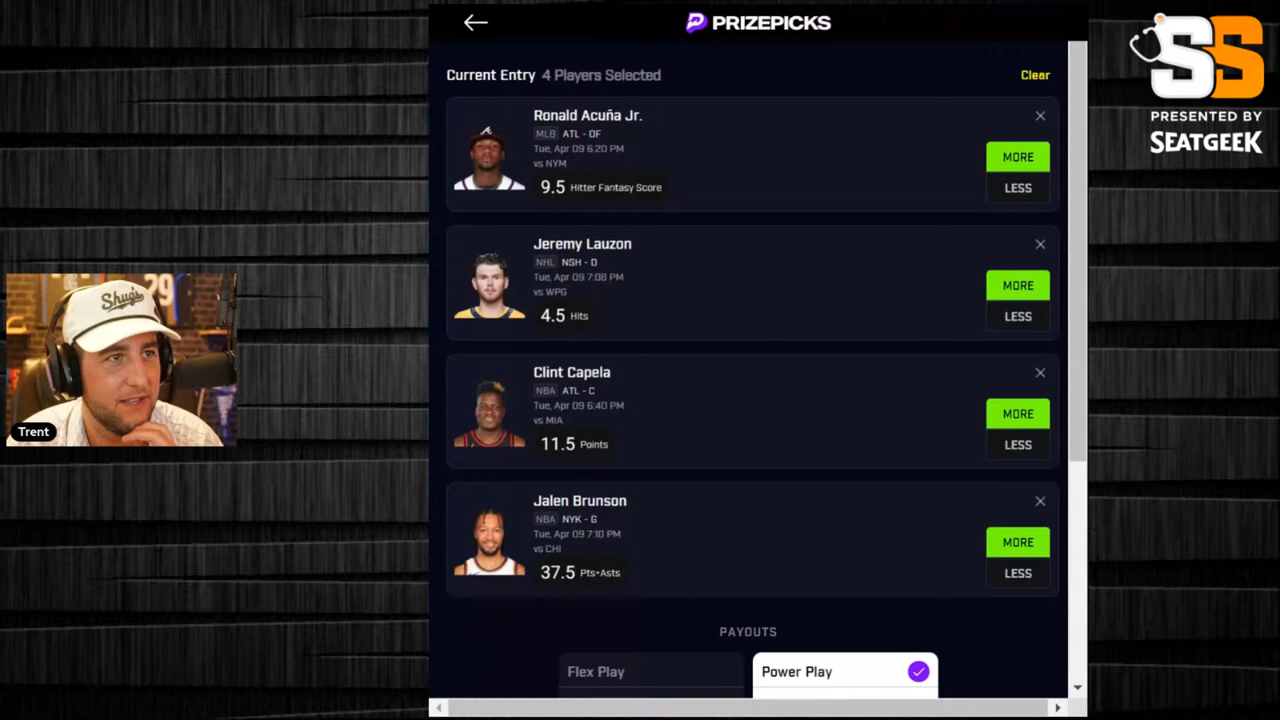 PRIZEPICKS
SS
PRESENTED BY
SEATGEEK
Current Entry 4 Players Selected
Clear
Ronald Acuña Jr.
MLB ATL - OF
Tue, Apr 09 6:20 PM
vs NYM
9.5 Hitter Fantasy Score
MORE
LESS
Jeremy Lauzon
NHL NSH - D
Tue, Apr 09 7:08 PM
vs WPG
4.5 Hits
MORE
LESS
Clint Capela
NBA ATL - C
Tue, Apr 09 6:40 PM
vs MIA
11.5 Points
MORE
LESS
Jalen Brunson
NBA NYK - G
Tue, Apr 09 7:10 PM
vs CHI
37.5 Pts+Asts
MORE
LESS
PAYOUTS
Flex Play
Power Play
Shug's
29
Trent